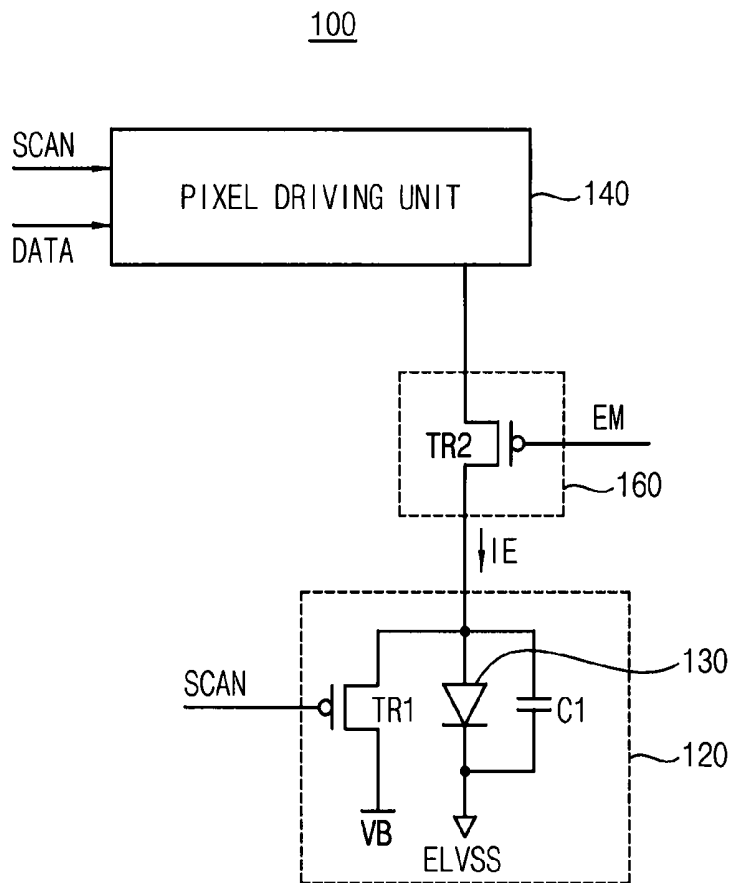 100
SCAN
DATA
PIXEL DRIVING UNIT
140
TR2
EM
160
IE
130
SCAN
TR1
C1
120
VB
ELVSS